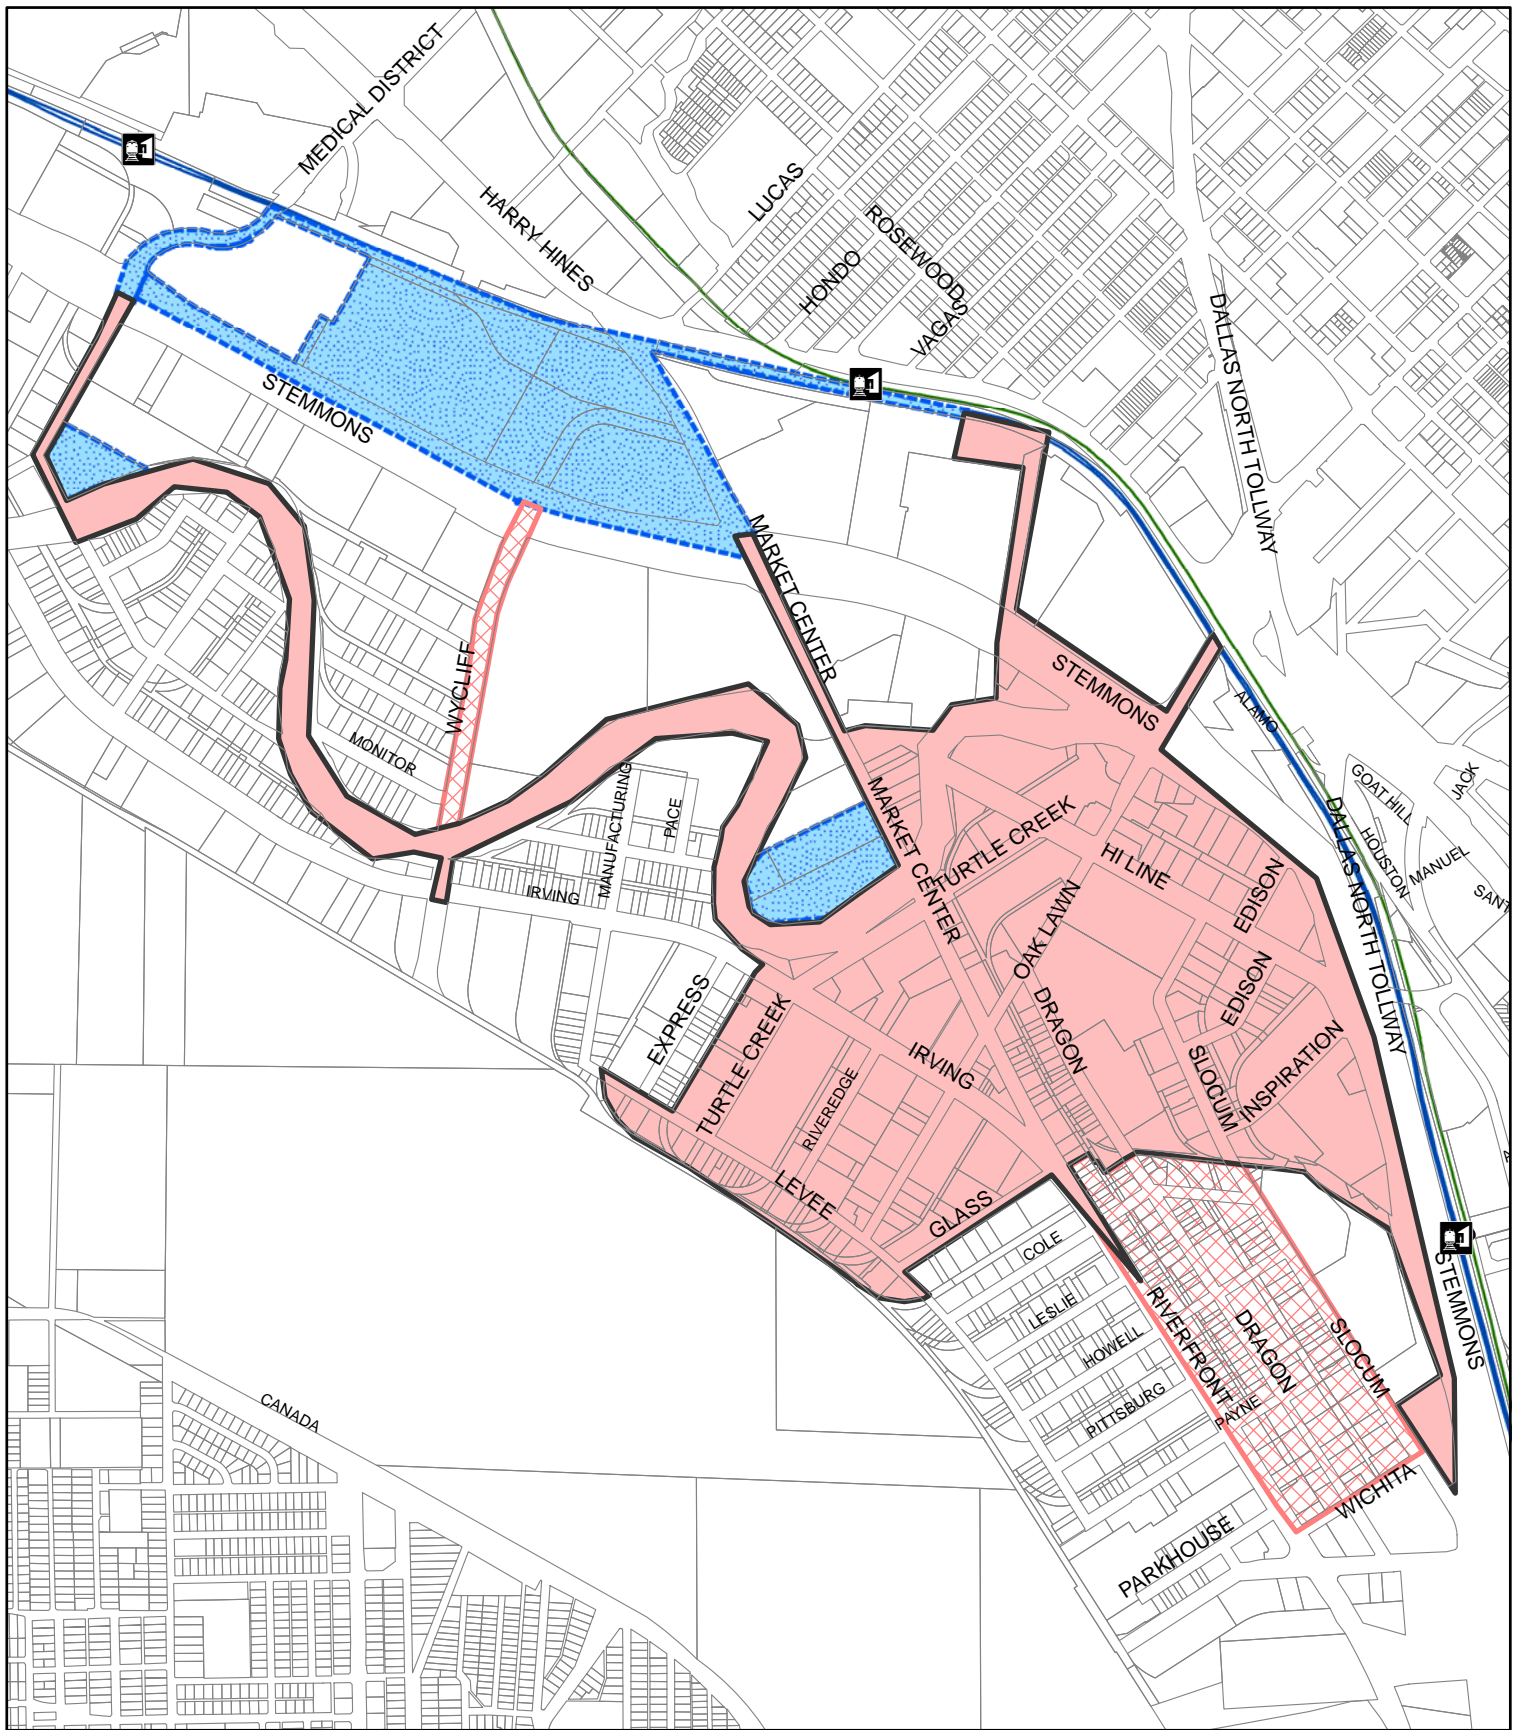 MEDICAL DISTRICT
HARRY HINES
LUCAS
ROSEWOOD
HONDO
VAGAS
DALLAS NORTH TOLLWAY
STEMMONS
MARKET CENTER
WYCLIFF
STEMMONS
ALAMO
MONITOR
GOAT HILL
JACK
MANUFACTURING
PACE
MARKET CENTER
TURTLE CREEK
HI LINE
DALLAS NORTH TOLLWAY
HOUSTON
MANUEL
SANT
IRVING
EDISON
OAK LAWN
EDISON
EXPRESS
TURTLE CREEK
DRAGON
IRVING
SLOCUM
INSPIRATION
RIVEREDGE
LEVEE
GLASS
COLE
LESLIE
HOWELL
PITTSBURG
RIVERFRONT
PAYNE
DRAGON
SLOCUM
STEMMONS
CANADA
WICHITA
PARKHOUSE